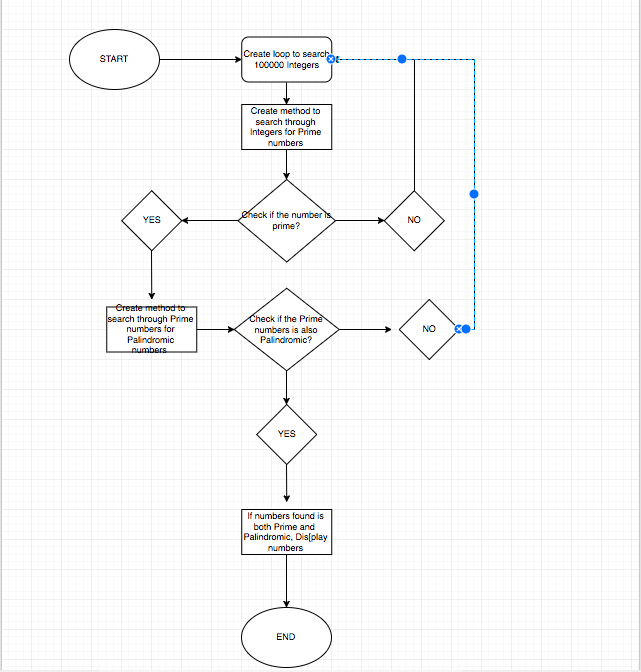 START
Create loop to search
100000 Integers
Create method to
search through
Integers for Prime
numbers
YES
Check if the number is
prime?
NO
Create method to
search through Prime
numbers for
Palindromic
numbers
Check if the Prime
numbers is also
Palindromic?
NO
YES
If numbers found is
both Prime and
Palindromic, Dis[play
numbers
END